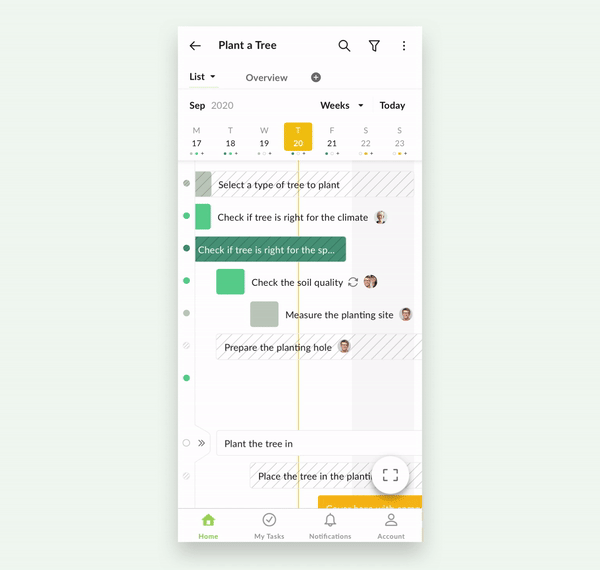 Plant a Tree
List
Overview
Sep 2020
Weeks
Today
M T W T F S S
17 18 19 20 21 22 23
Select a type of tree to plant
Check if tree is right for the climate
Check if tree is right for the sp...
Check the soil quality
Measure the planting site
Prepare the planting hole
Plant the tree in
Place the tree in the planti
Home
My Tasks
Notifications
Account